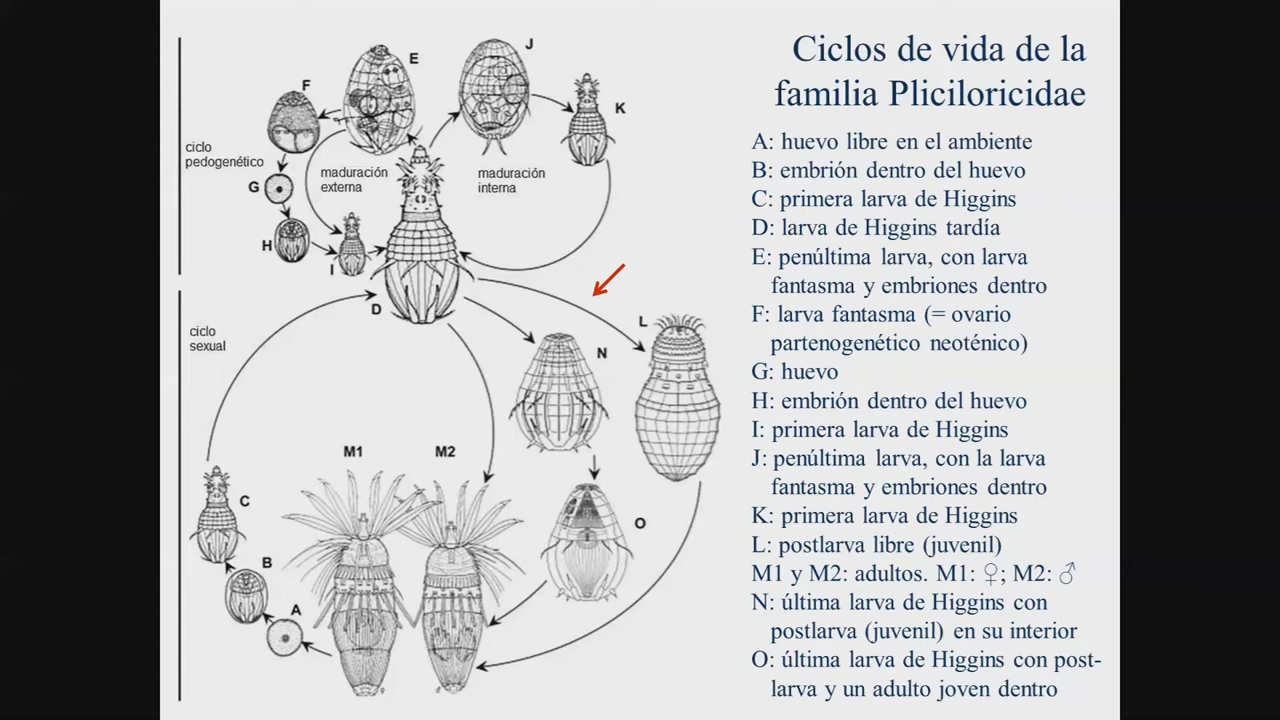 Ciclos de vida de la
familia Pliciloricidae
A: huevo libre en el ambiente
B: embrión dentro del huevo
C: primera larva de Higgins
D: larva de Higgins tardía
E: penúltima larva, con larva
fantasma y embriones dentro
F: larva fantasma (= ovario
partenogenético neoténico)
G: huevo
H: embrión dentro del huevo
I: primera larva de Higgins
J: penúltima larva, con la larva
fantasma y embriones dentro
K: primera larva de Higgins
L: postlarva libre (juvenil)
M1 y M2: adultos. M1: ♀; M2: ♂
N: última larva de Higgins con
postlarva (juvenil) en su interior
O: última larva de Higgins con post-
larva y un adulto joven dentro
E
J
F
K
ciclo
pedogenético
maduración
externa
maduración
interna
G
H
I
D
ciclo
sexual
L
N
M1
M2
C
O
B
A